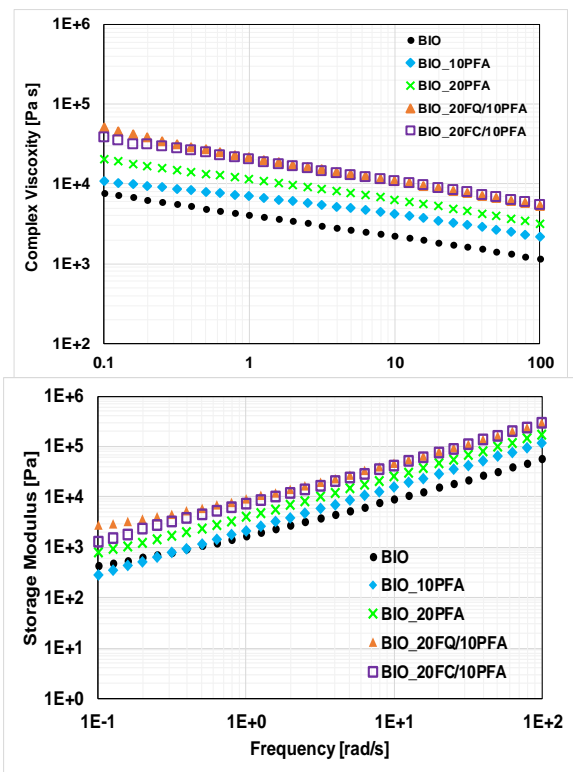 1E+6
BIO
BIO_10PFA
BIO_20PFA
BIO_20FQ/10PFA
BIO_20FC/10PFA
1E+5
1E+4
1E+3
1E+2
Complex Viscoxity [Pa s]
0.1 1 10 100
1E+6
1E+5
1E+4
1E+3
1E+2
1E+1
1E+0
Storage Modulus [Pa]
BIO
BIO_10PFA
BIO_20PFA
BIO_20FQ/10PFA
BIO_20FC/10PFA
1E-1 1E+0 1E+1 1E+2
Frequency [rad/s]